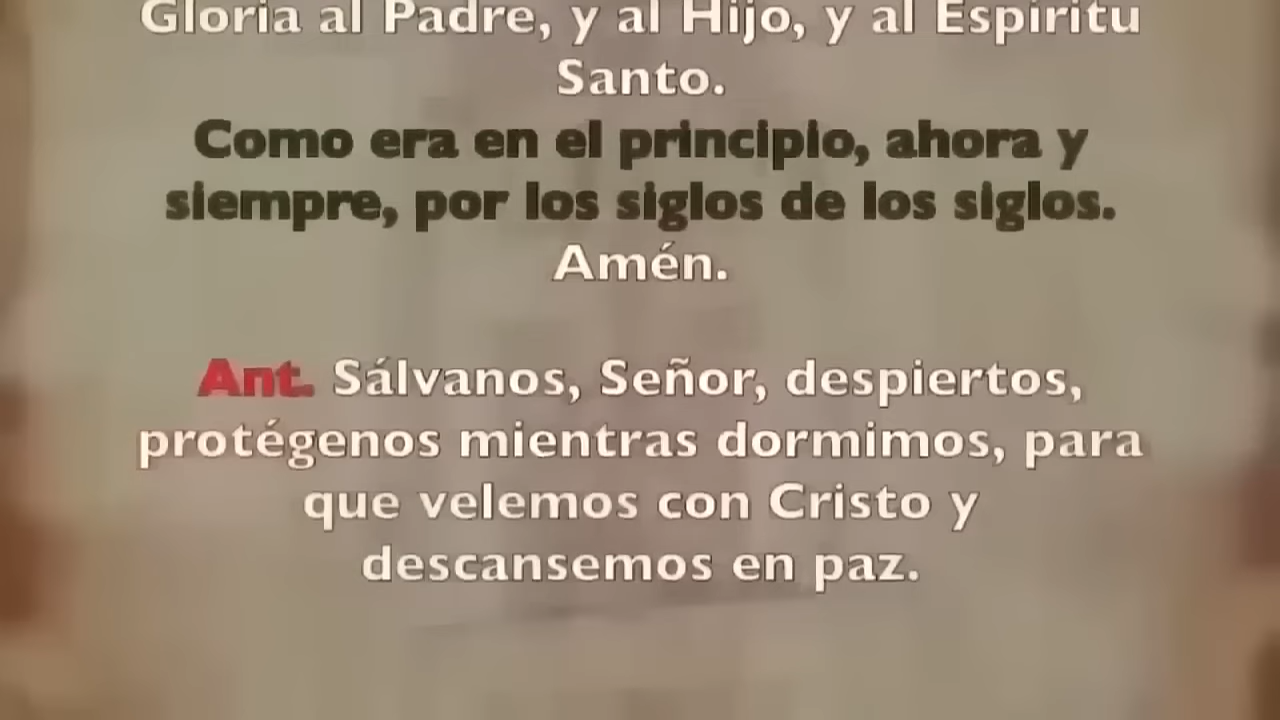 Gloria al Padre, y al Hijo, y al Espíritu
Santo.
Como era en el principio, ahora y
siempre, por los siglos de los siglos.
Amén.
Ant. Sálvanos, Señor, despiertos,
protégenos mientras dormimos, para
que velemos con Cristo y
descansemos en paz.